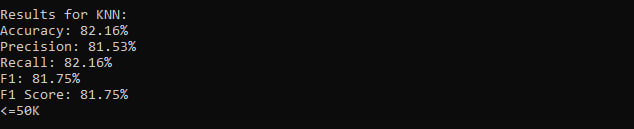 Results for KNN:
Accuracy: 82.16%
Precision: 81.53%
Recall: 82.16%
F1: 81.75%
F1 Score: 81.75%
<=50K